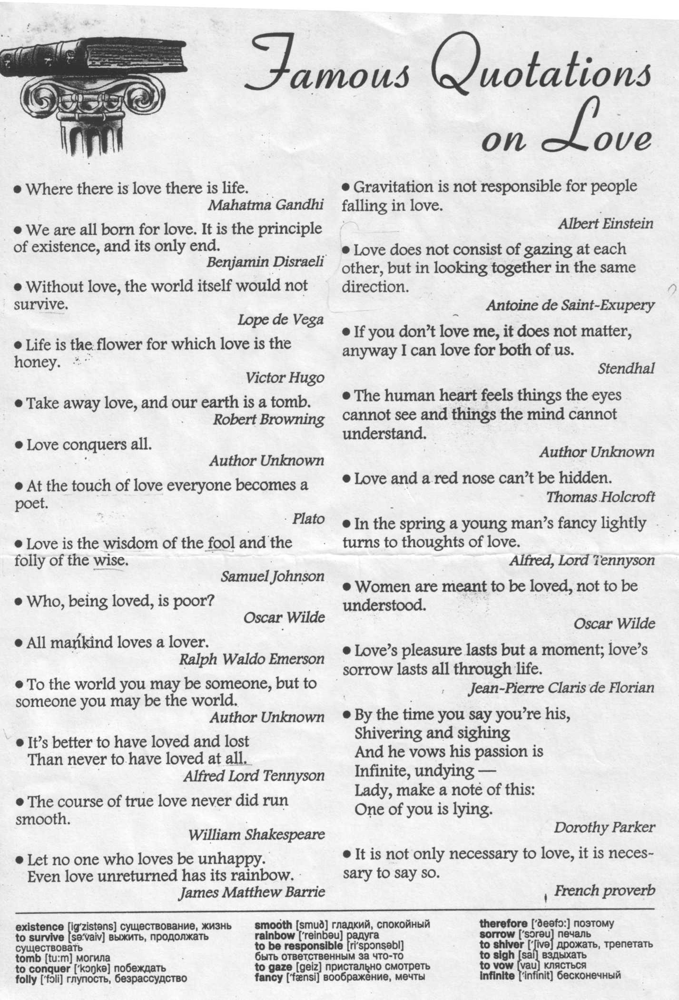 Famous Quotations
on Love
• Where there is love there is life.
Mahatma Gandhi
• We are all born for love. It is the principle
of existence, and its only end.
Benjamin Disraeli
• Without love, the world itself would not
survive.
Lope de Vega
• Life is the flower for which love is the
honey.
Victor Hugo
• Take away love, and our earth is a tomb.
Robert Browning
• Love conquers all.
Author Unknown
• At the touch of love everyone becomes a
poet.
Plato
• Love is the wisdom of the fool and the
folly of the wise.
Samuel Johnson
• Who, being loved, is poor?
Oscar Wilde
• All mankind loves a lover.
Ralph Waldo Emerson
• To the world you may be someone, but to
someone you may be the world.
Author Unknown
• It's better to have loved and lost
Than never to have loved at all.
Alfred Lord Tennyson
• The course of true love never did run
smooth.
William Shakespeare
• Let no one who loves be unhappy.
Even love unreturned has its rainbow.
James Matthew Barrie
• Gravitation is not responsible for people
falling in love.
Albert Einstein
• Love does not consist of gazing at each
other, but in looking together in the same
direction.
Antoine de Saint-Exupery
• If you don't love me, it does not matter,
anyway I can love for both of us.
Stendhal
• The human heart feels things the eyes
cannot see and things the mind cannot
understand.
Author Unknown
• Love and a red nose can't be hidden.
Thomas Holcroft
• In the spring a young man's fancy lightly
turns to thoughts of love.
Alfred, Lord Tennyson
• Women are meant to be loved, not to be
understood.
Oscar Wilde
• Love's pleasure lasts but a moment; love's
sorrow lasts all through life.
Jean-Pierre Claris de Florian
• By the time you say you're his,
Shivering and sighing
And he vows his passion is
Infinite, undying —
Lady, make a note of this:
One of you is lying.
Dorothy Parker
• It is not only necessary to love, it is neces-
sary to say so.
French proverb
existence [ig'zistəns] существование, жизнь
to survive [sə:'vaiv] выжить, продолжать
существовать
tomb [tu:m] могила
to conquer ['kɔŋkə] побеждать
folly ['fɔli] глупость, безрассудство
smooth [smuð] гладкий, спокойный
rainbow ['reinbəu] радуга
to be responsible [ri'spɔnsəbl]
быть ответственным за что-то
to gaze [geiz] пристально смотреть
fancy ['fænsi] воображение, мечты
therefore ['ðeəfɔ:] поэтому
sorrow ['sɔrəu] печаль
to shiver ['ʃivə] дрожать, трепетать
to sigh [sai] вздыхать
to vow [vau] клясться
infinite ['infinit] бесконечный